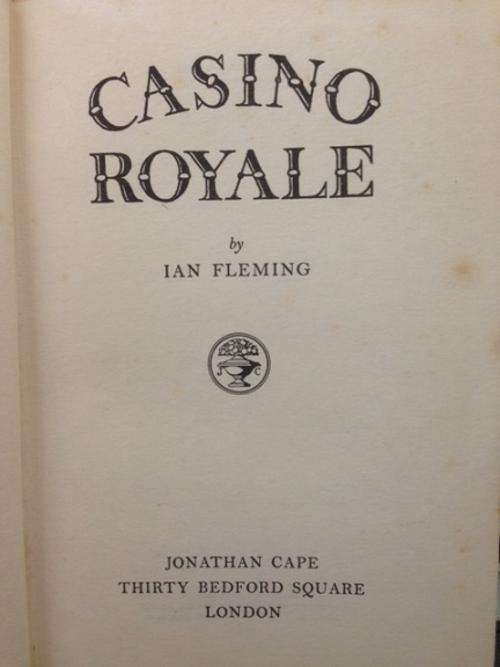 CASINO
ROYALE
by
IAN FLEMING
J C
JONATHAN CAPE
THIRTY BEDFORD SQUARE
LONDON